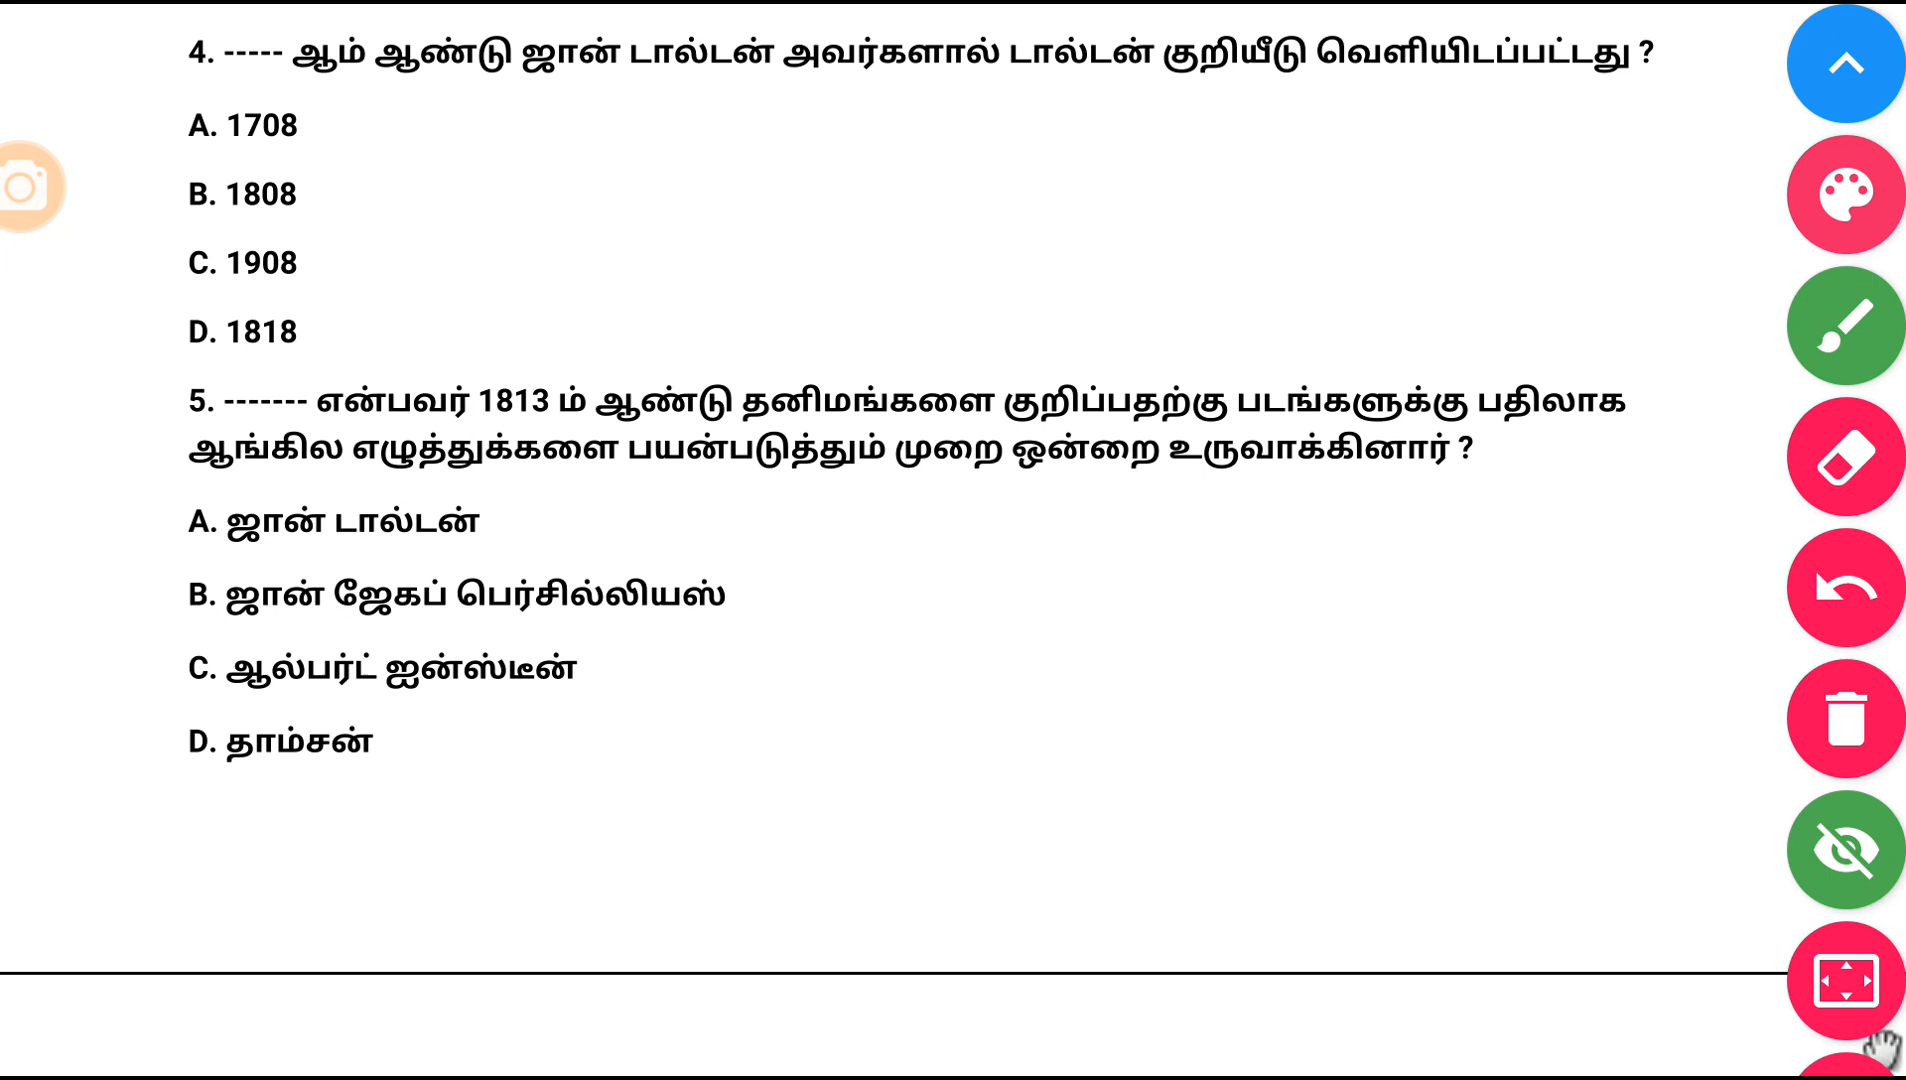 4. ----- ஆம் ஆண்டு ஜான் டால்டன் அவர்களால் டால்டன் குறியீடு வெளியிடப்பட்டது ?
A. 1708
B. 1808
C. 1908
D. 1818
5. ------- என்பவர் 1813 ம் ஆண்டு தனிமங்களை குறிப்பதற்கு படங்களுக்கு பதிலாக
ஆங்கில எழுத்துக்களை பயன்படுத்தும் முறை ஒன்றை உருவாக்கினார் ?
A. ஜான் டால்டன்
B. ஜான் ஜேகப் பெர்சில்லியஸ்
C. ஆல்பர்ட் ஐன்ஸ்டீன்
D. தாம்சன்